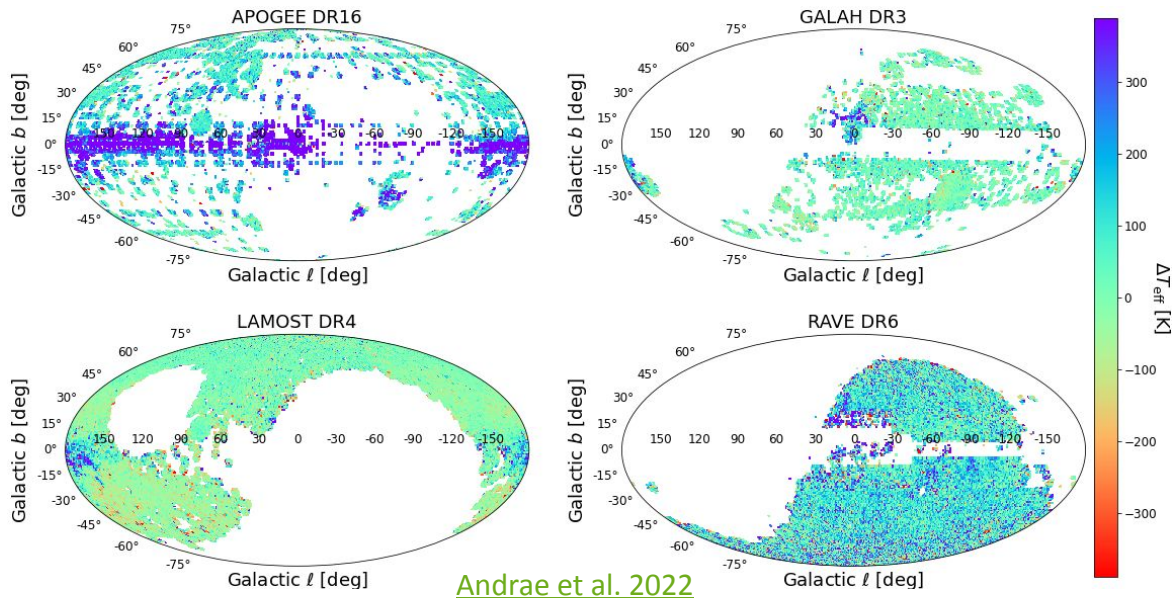 APOGEE DR16
75°
60°
45°
30°
15°
0°
-15°
-30°
-45°
-60°
-75°
150 120 90 60 30 0 -30 -60 -90 -120 -150
Galactic b [deg]
Galactic ℓ [deg]
GALAH DR3
75°
60°
45°
30°
15°
0°
-15°
-30°
-45°
-60°
-75°
150 120 90 60 30 0 -30 -60 -90 -120 -150
Galactic b [deg]
Galactic ℓ [deg]
LAMOST DR4
75°
60°
45°
30°
15°
0°
-15°
-30°
-45°
-60°
-75°
150 120 90 60 30 0 -30 -60 -90 -120 -150
Galactic b [deg]
Galactic ℓ [deg]
RAVE DR6
75°
60°
45°
30°
15°
0°
-15°
-30°
-45°
-60°
-75°
150 120 90 60 30 0 -30 -60 -90 -120 -150
Galactic b [deg]
Galactic ℓ [deg]
300
200
100
0
−100
−200
−300
ΔTeff [K]
Andrae et al. 2022